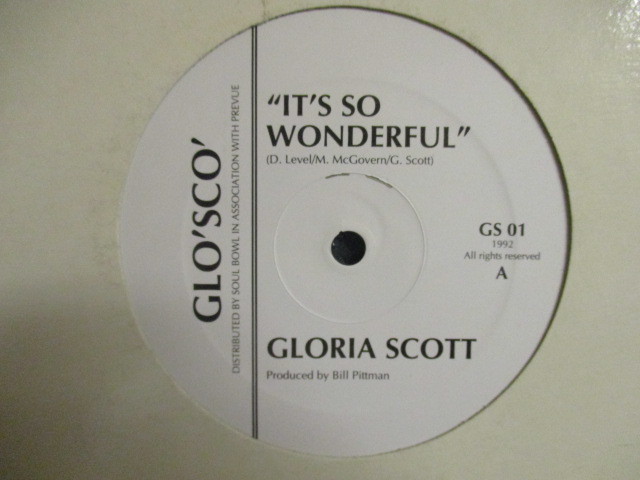 GLO'SCO'
DISTRIBUTED BY SOUL BOWL IN ASSOCIATION WITH PREVUE
"IT'S SO
WONDERFUL"
(D. Level/M. McGovern/G. Scott)
GS 01
1992
All rights reserved
A
GLORIA SCOTT
Produced by Bill Pittman